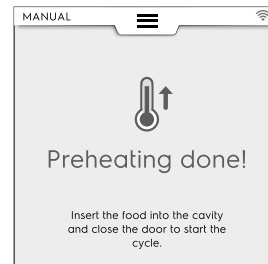 MANUAL
Preheating done!
Insert the food into the cavity
and close the door to start the
cycle.